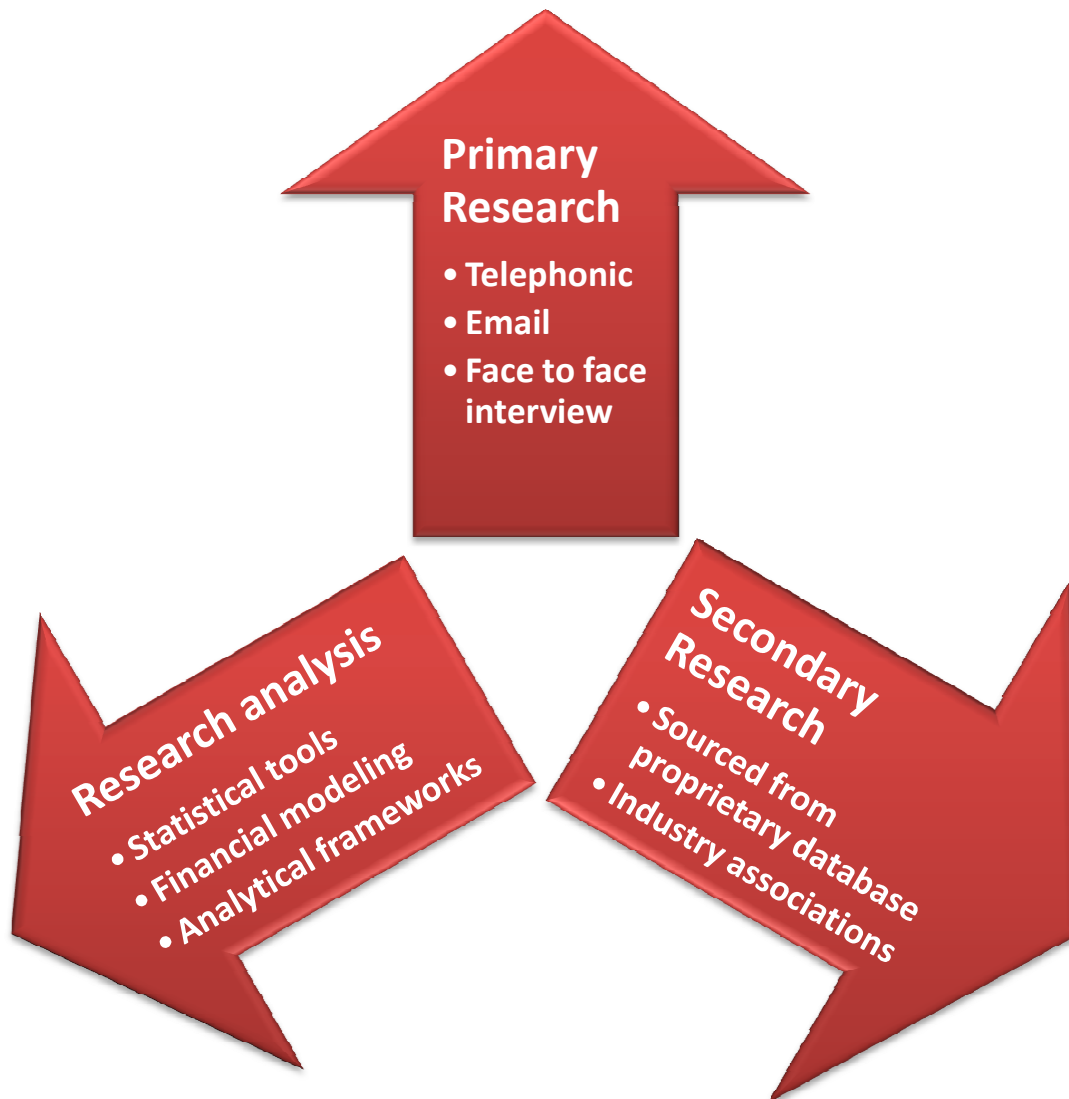 Primary
Research
• Telephonic
• Email
• Face to face
interview
Research analysis
• Statistical tools
• Financial modeling
• Analytical frameworks
Secondary
Research
• Sourced from
proprietary database
• Industry associations